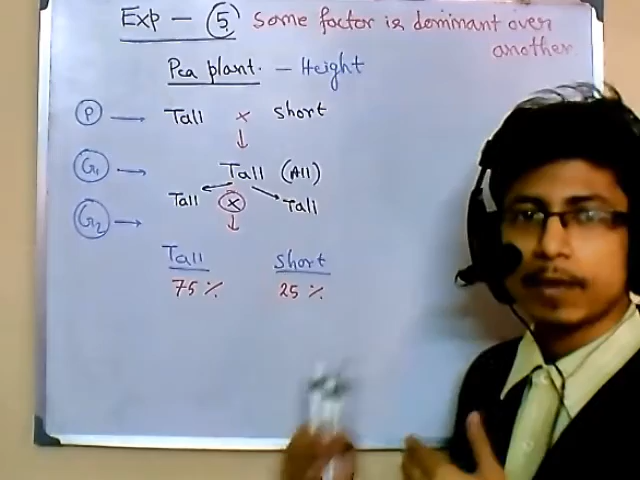 Exp - 5 Some factor is dominant over
another
Pea plant. - Height
P → Tall x short
G1 → Tall (All)
Tall x Tall
G2 →
Tall short
75 % 25 %